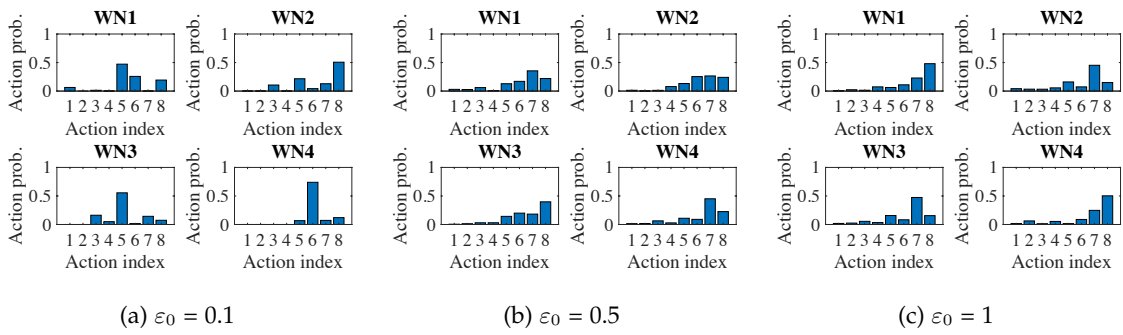 WN1 WN2 WN1 WN2 WN1 WN2
Action prob. 1 0.5 0 Action prob. 1 0.5 0 Action prob. 1 0.5 0 Action prob. 1 0.5 0 Action prob. 1 0.5 0 Action prob. 1 0.5 0
1 2 3 4 5 6 7 8 1 2 3 4 5 6 7 8 1 2 3 4 5 6 7 8 1 2 3 4 5 6 7 8 1 2 3 4 5 6 7 8 1 2 3 4 5 6 7 8
Action index Action index Action index Action index Action index Action index
WN3 WN4 WN3 WN4 WN3 WN4
Action prob. 1 0.5 0 Action prob. 1 0.5 0 Action prob. 1 0.5 0 Action prob. 1 0.5 0 Action prob. 1 0.5 0 Action prob. 1 0.5 0
1 2 3 4 5 6 7 8 1 2 3 4 5 6 7 8 1 2 3 4 5 6 7 8 1 2 3 4 5 6 7 8 1 2 3 4 5 6 7 8 1 2 3 4 5 6 7 8
Action index Action index Action index Action index Action index Action index
(a) ε₀ = 0.1 (b) ε₀ = 0.5 (c) ε₀ = 1